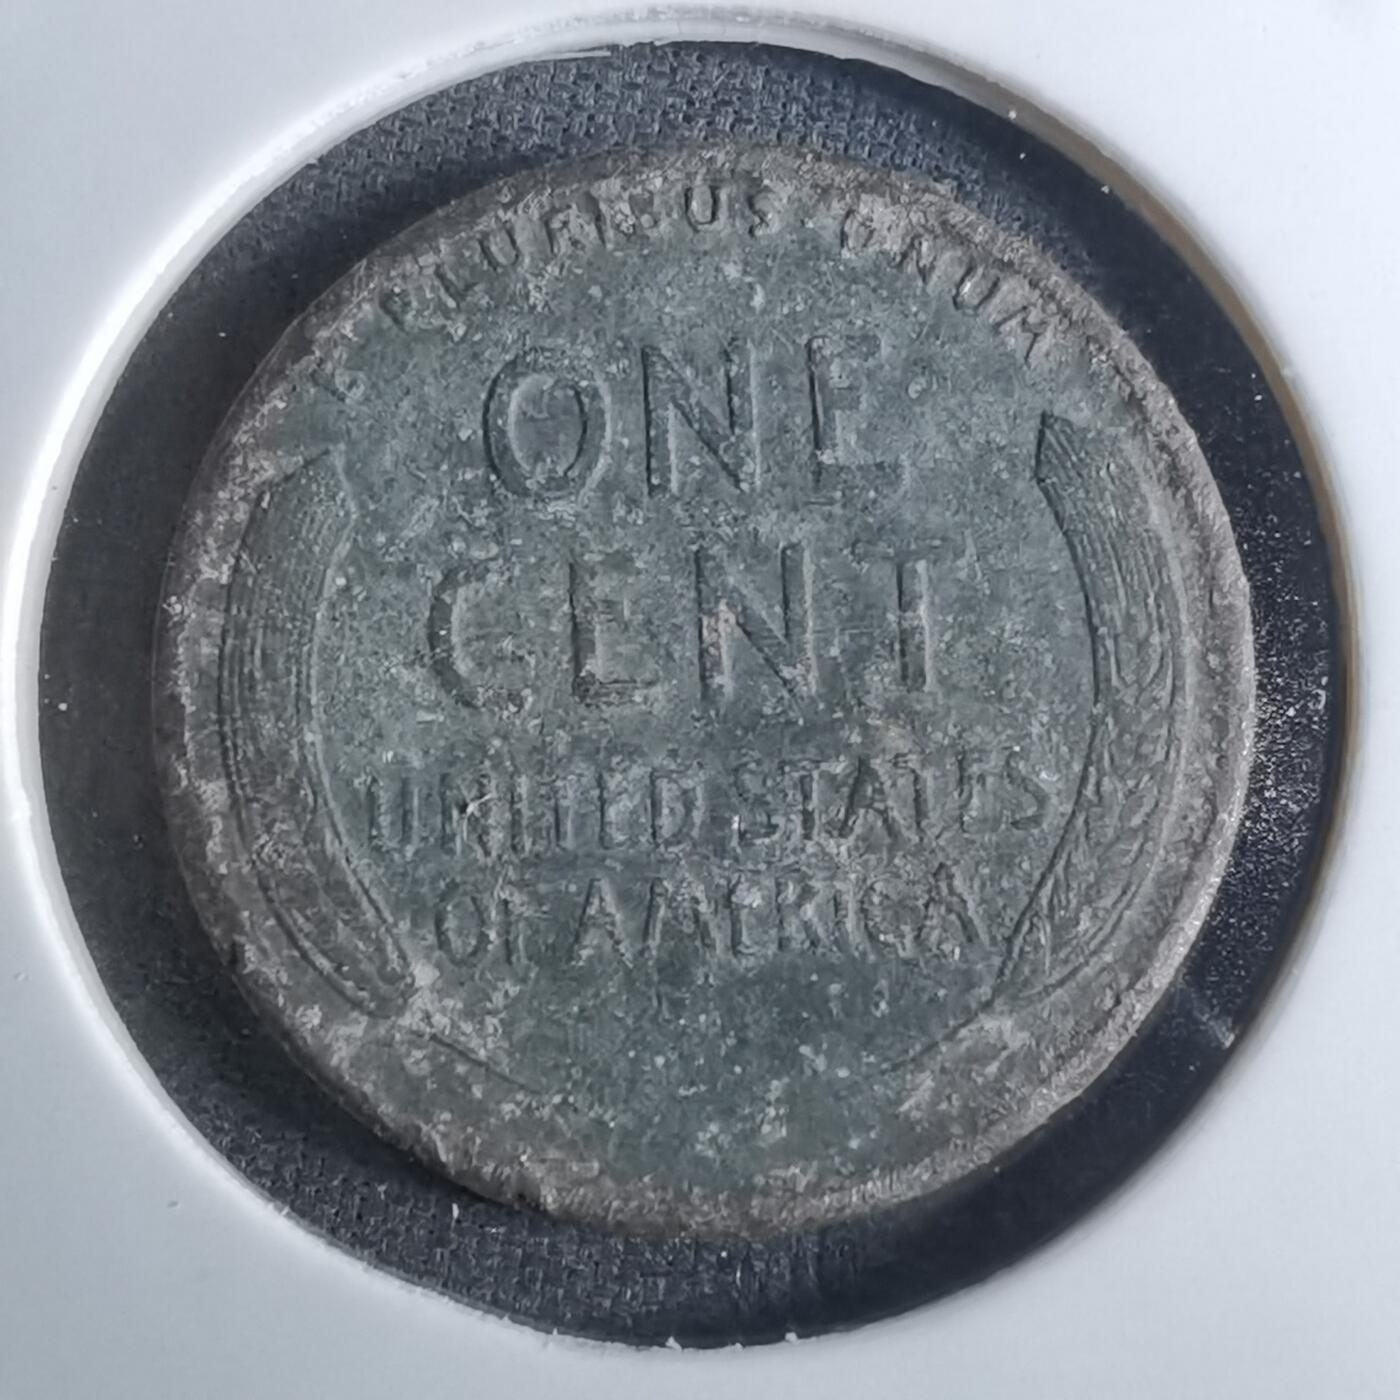 E PLURIBUS UNUM
ONE
CENT
UNITED STATES
OF AMERICA